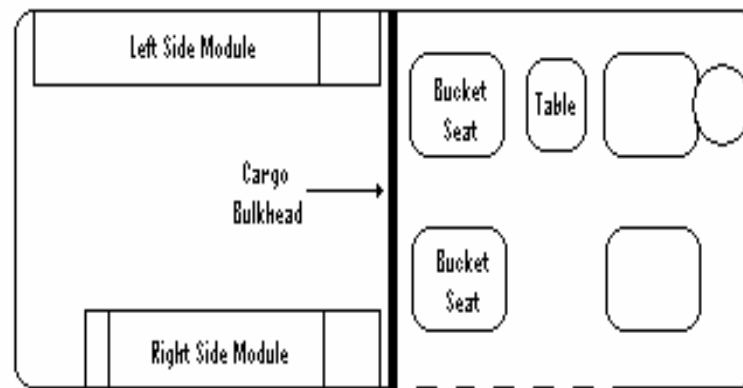 Left Side Module
Bucket
Seat
Table
Cargo
Bulkhead
Bucket
Seat
Right Side Module